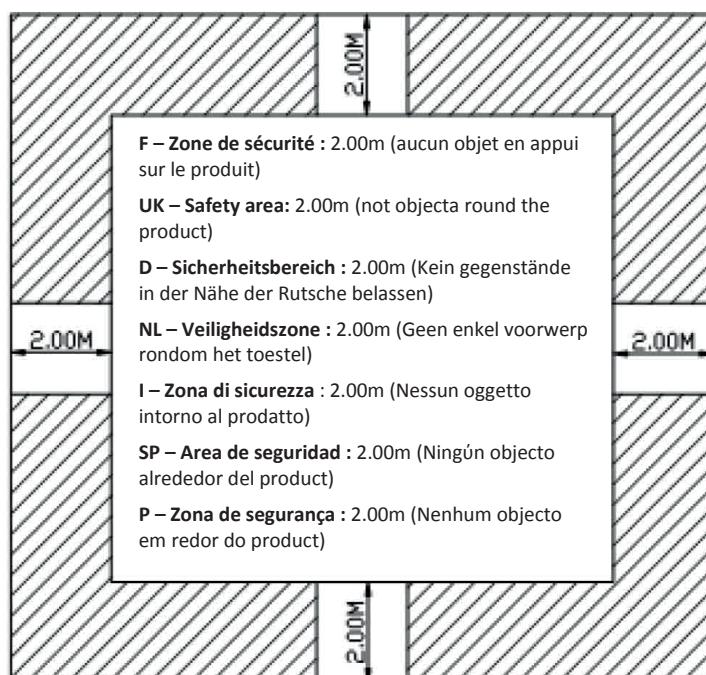 2.00M
F – Zone de sécurité : 2.00m (aucun objet en appui
sur le produit)
UK – Safety area: 2.00m (not objecta round the
product)
D – Sicherheitsbereich : 2.00m (Kein gegenstände
in der Nähe der Rutsche belassen)
NL – Veiligheidszone : 2.00m (Geen enkel voorwerp
rondom het toestel)
2.00M
2.00M
I – Zona di sicurezza : 2.00m (Nessun oggetto
intorno al prodatto)
SP – Area de seguridad : 2.00m (Ningún objecto
alrededor del product)
P – Zona de segurança : 2.00m (Nenhum objecto
em redor do product)
2.00M